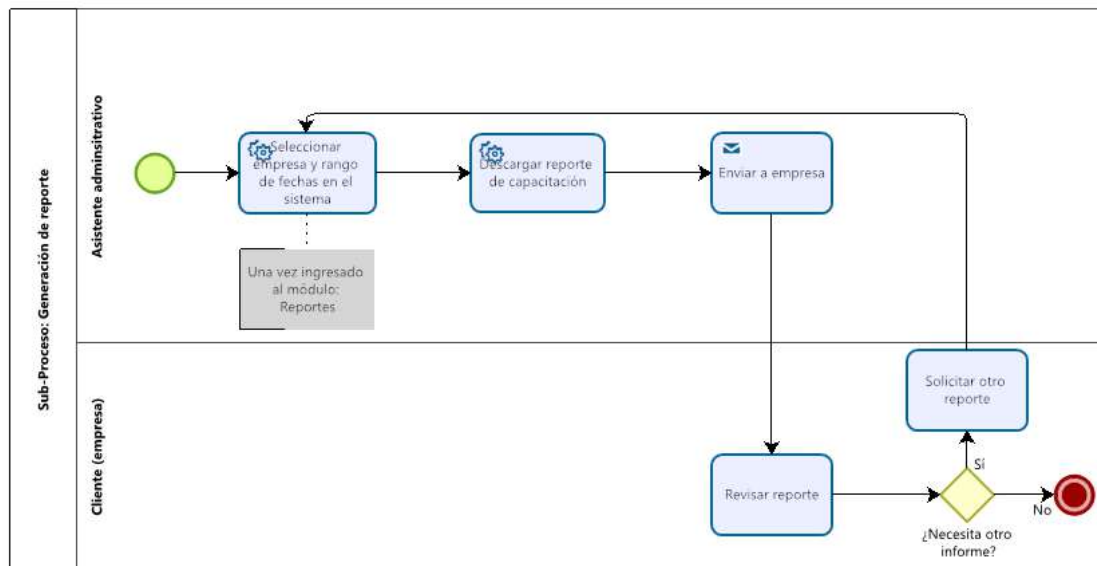 Sub-Proceso: Generación de reporte
Asistente adminsitrativo
Seleccionar
empresa y rango
de fechas en el
sistema
Descargar reporte
de capacitación
Enviar a empresa
Una vez ingresado
al módulo:
Reportes
Cliente (empresa)
Solicitar otro
reporte
Revisar reporte
Sí
No
¿Necesita otro
informe?